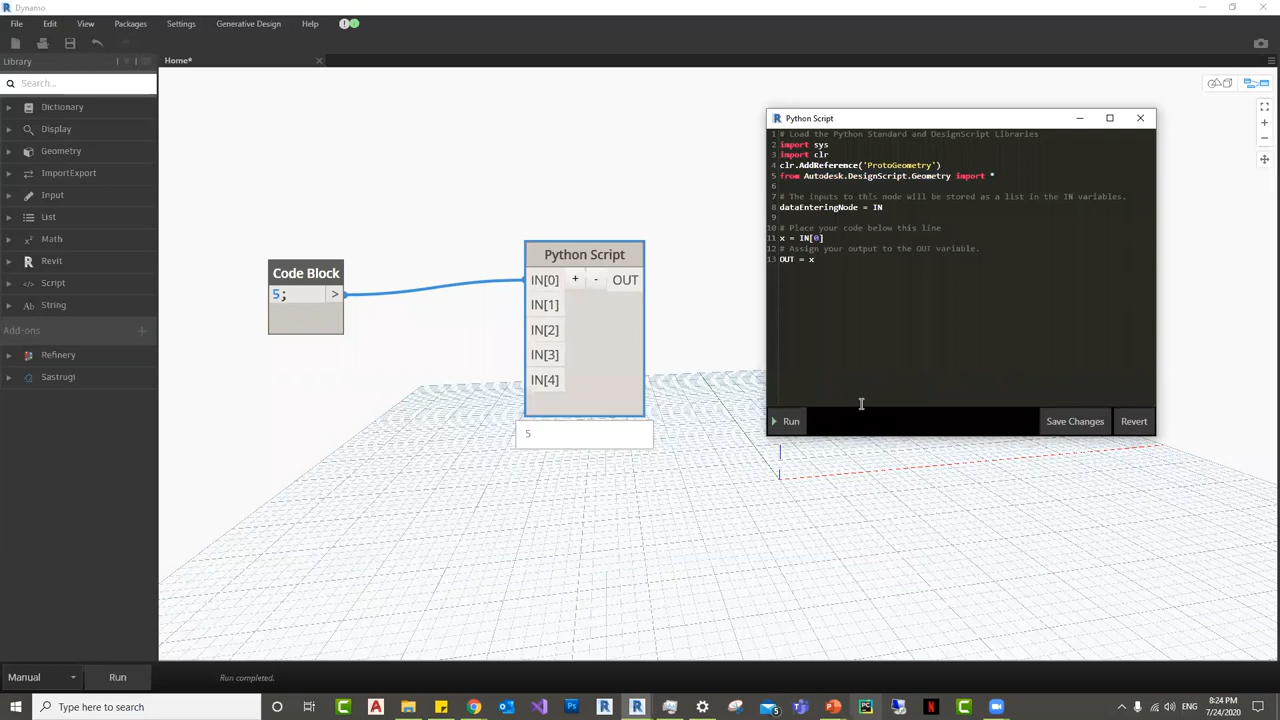 Dynamo
File Edit View Packages Settings Generative Design Help
Library
Home*
Search...
Dictionary
Display
Geometry
ImportExport
Input
List
Math
Revit
Script
String
Add-ons
Refinery
Sastrugi
Code Block
5;
>
Python Script
IN[0] + - OUT
IN[1]
IN[2]
IN[3]
IN[4]
5
Python Script
1 # Load the Python Standard and DesignScript Libraries
2 import sys
3 import clr
4 clr.AddReference('ProtoGeometry')
5 from Autodesk.DesignScript.Geometry import *
6
7 # The inputs to this node will be stored as a list in the IN variables.
8 dataEnteringNode = IN
9
10 # Place your code below this line
11 x = IN[0]
12 # Assign your output to the OUT variable.
13 OUT = x
Run Save Changes Revert
Manual Run Run completed.
Type here to search
ENG
8:24 PM
7/24/2020